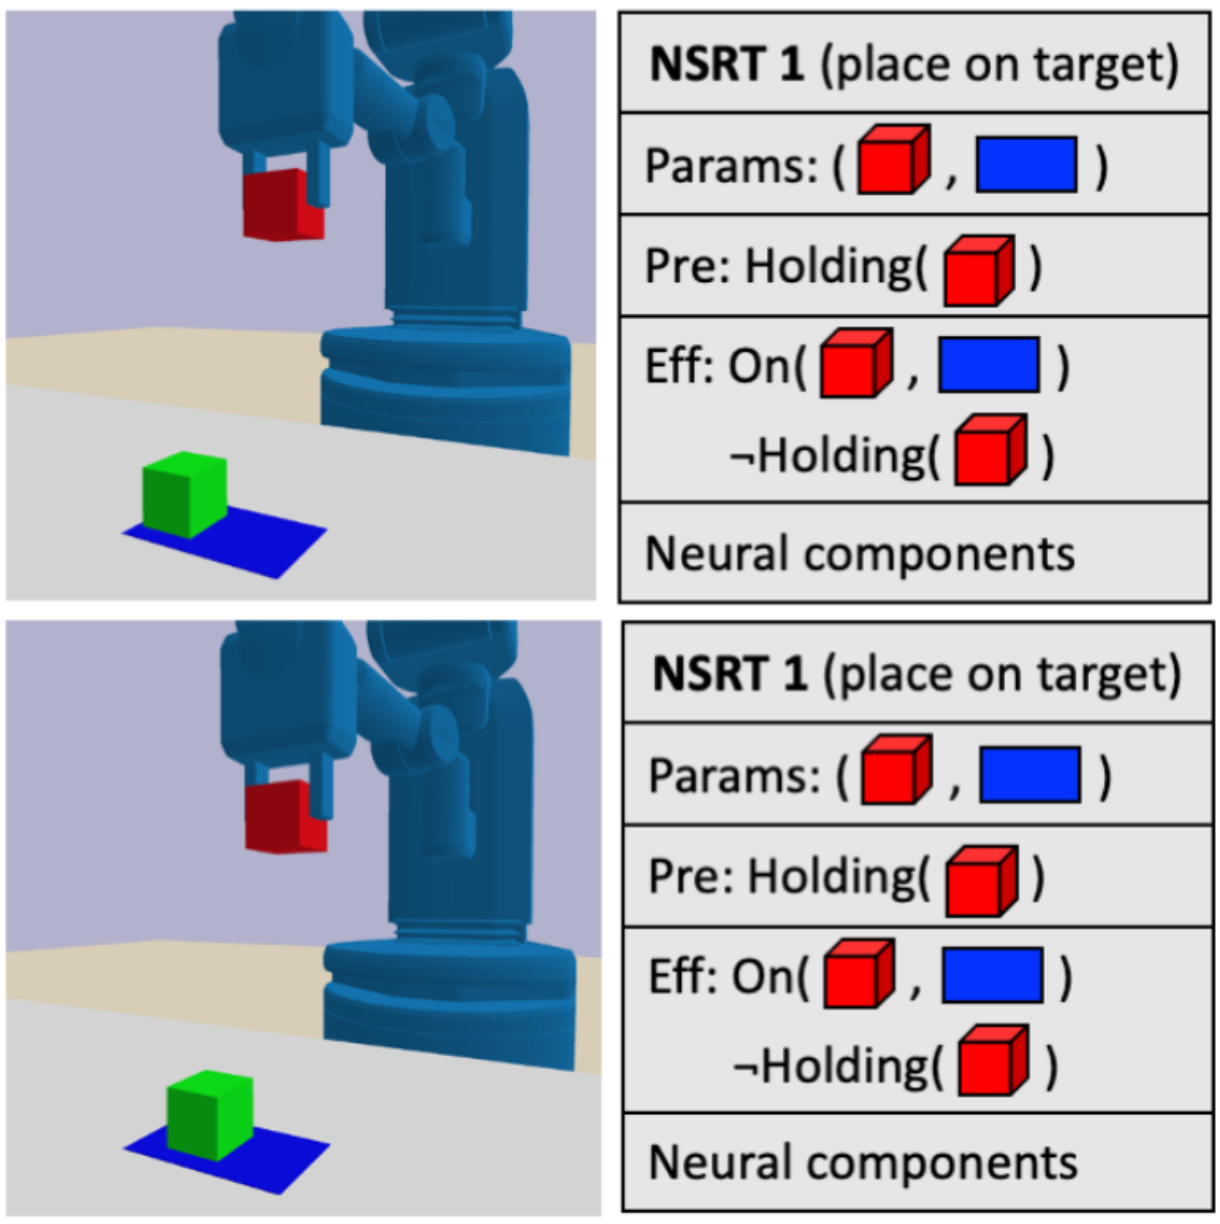 NSRT 1 (place on target)
Params: ( , )
Pre: Holding( )
Eff: On( , )
¬Holding( )
Neural components
NSRT 1 (place on target)
Params: ( , )
Pre: Holding( )
Eff: On( , )
¬Holding( )
Neural components